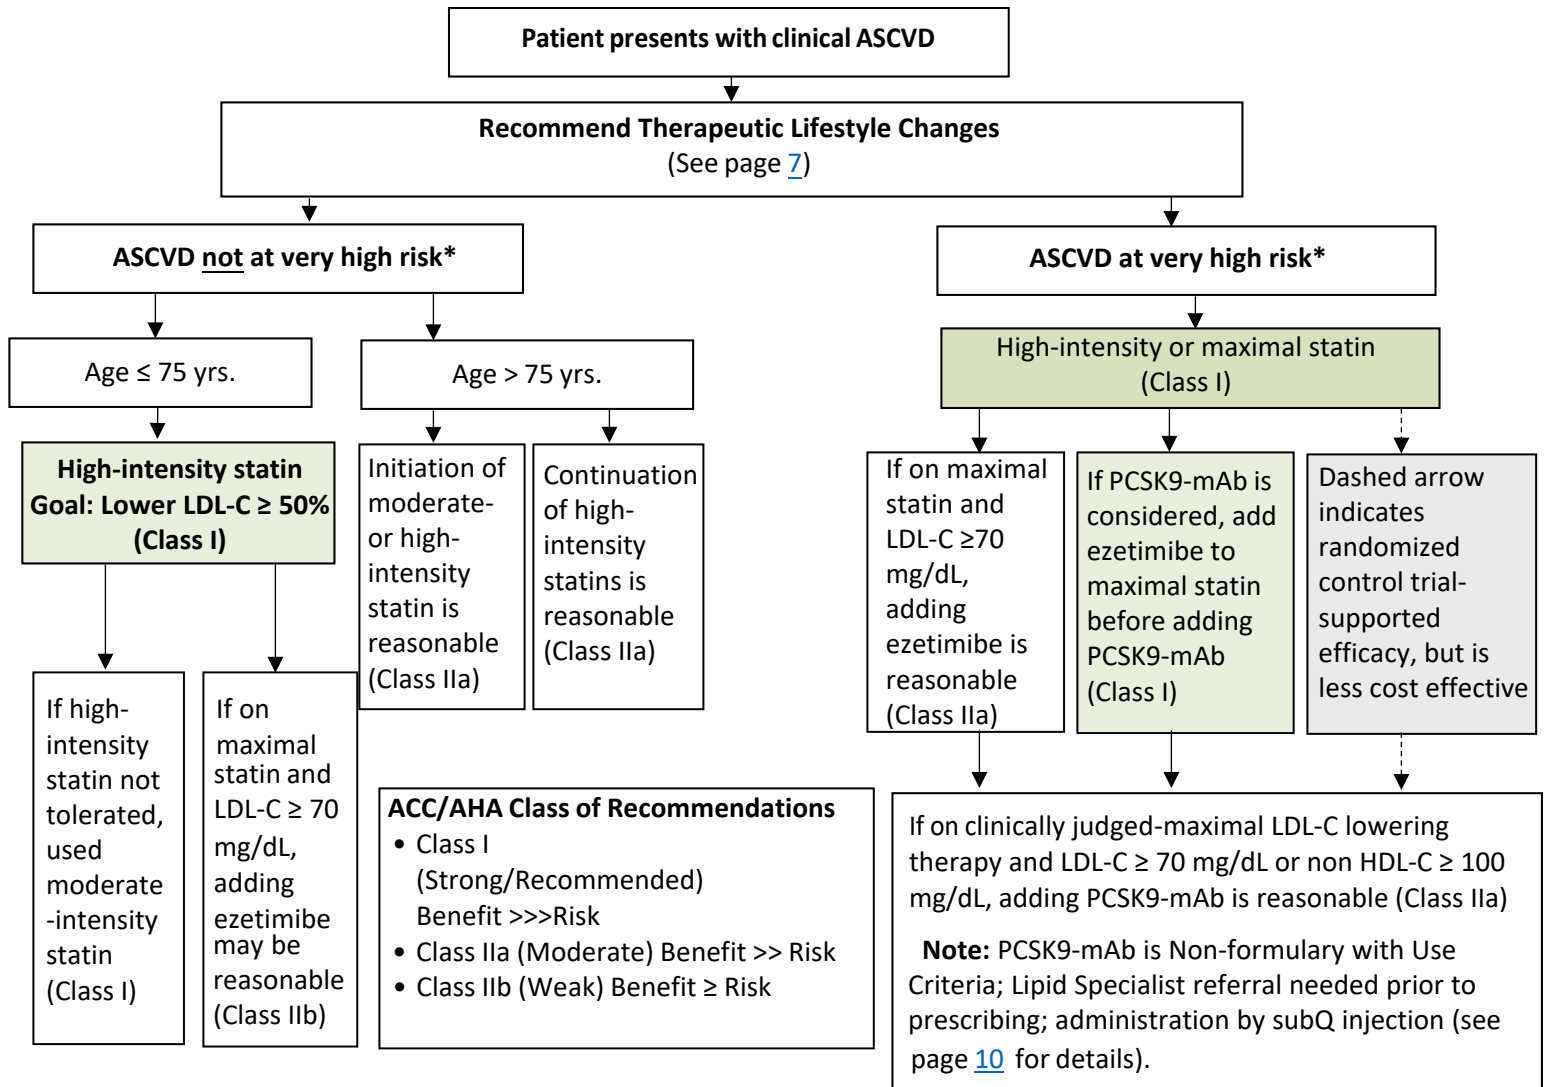 Patient presents with clinical ASCVD
Recommend Therapeutic Lifestyle Changes
(See page 7)
ASCVD not at very high risk*
Age ≤ 75 yrs.
High-intensity statin
Goal: Lower LDL-C ≥ 50%
(Class I)
If high-
intensity
statin not
tolerated,
used
moderate
-intensity
statin
(Class I)
If on
maximal
statin and
LDL-C ≥ 70
mg/dL,
adding
ezetimibe
may be
reasonable
(Class IIb)
Age > 75 yrs.
Initiation of
moderate-
or high-
intensity
statin is
reasonable
(Class IIa)
Continuation
of high-
intensity
statins is
reasonable
(Class IIa)
ACC/AHA Class of Recommendations
• Class I
(Strong/Recommended)
Benefit >>>Risk
• Class IIa (Moderate) Benefit >> Risk
• Class IIb (Weak) Benefit ≥ Risk
ASCVD at very high risk*
High-intensity or maximal statin
(Class I)
If on maximal
statin and
LDL-C ≥70
mg/dL,
adding
ezetimibe is
reasonable
(Class IIa)
If PCSK9-mAb is
considered, add
ezetimibe to
maximal statin
before adding
PCSK9-mAb
(Class I)
Dashed arrow
indicates
randomized
control trial-
supported
efficacy, but is
less cost effective
If on clinically judged-maximal LDL-C lowering
therapy and LDL-C ≥ 70 mg/dL or non HDL-C ≥ 100
mg/dL, adding PCSK9-mAb is reasonable (Class IIa)
Note: PCSK9-mAb is Non-formulary with Use
Criteria; Lipid Specialist referral needed prior to
prescribing; administration by subQ injection (see
page 10 for details).